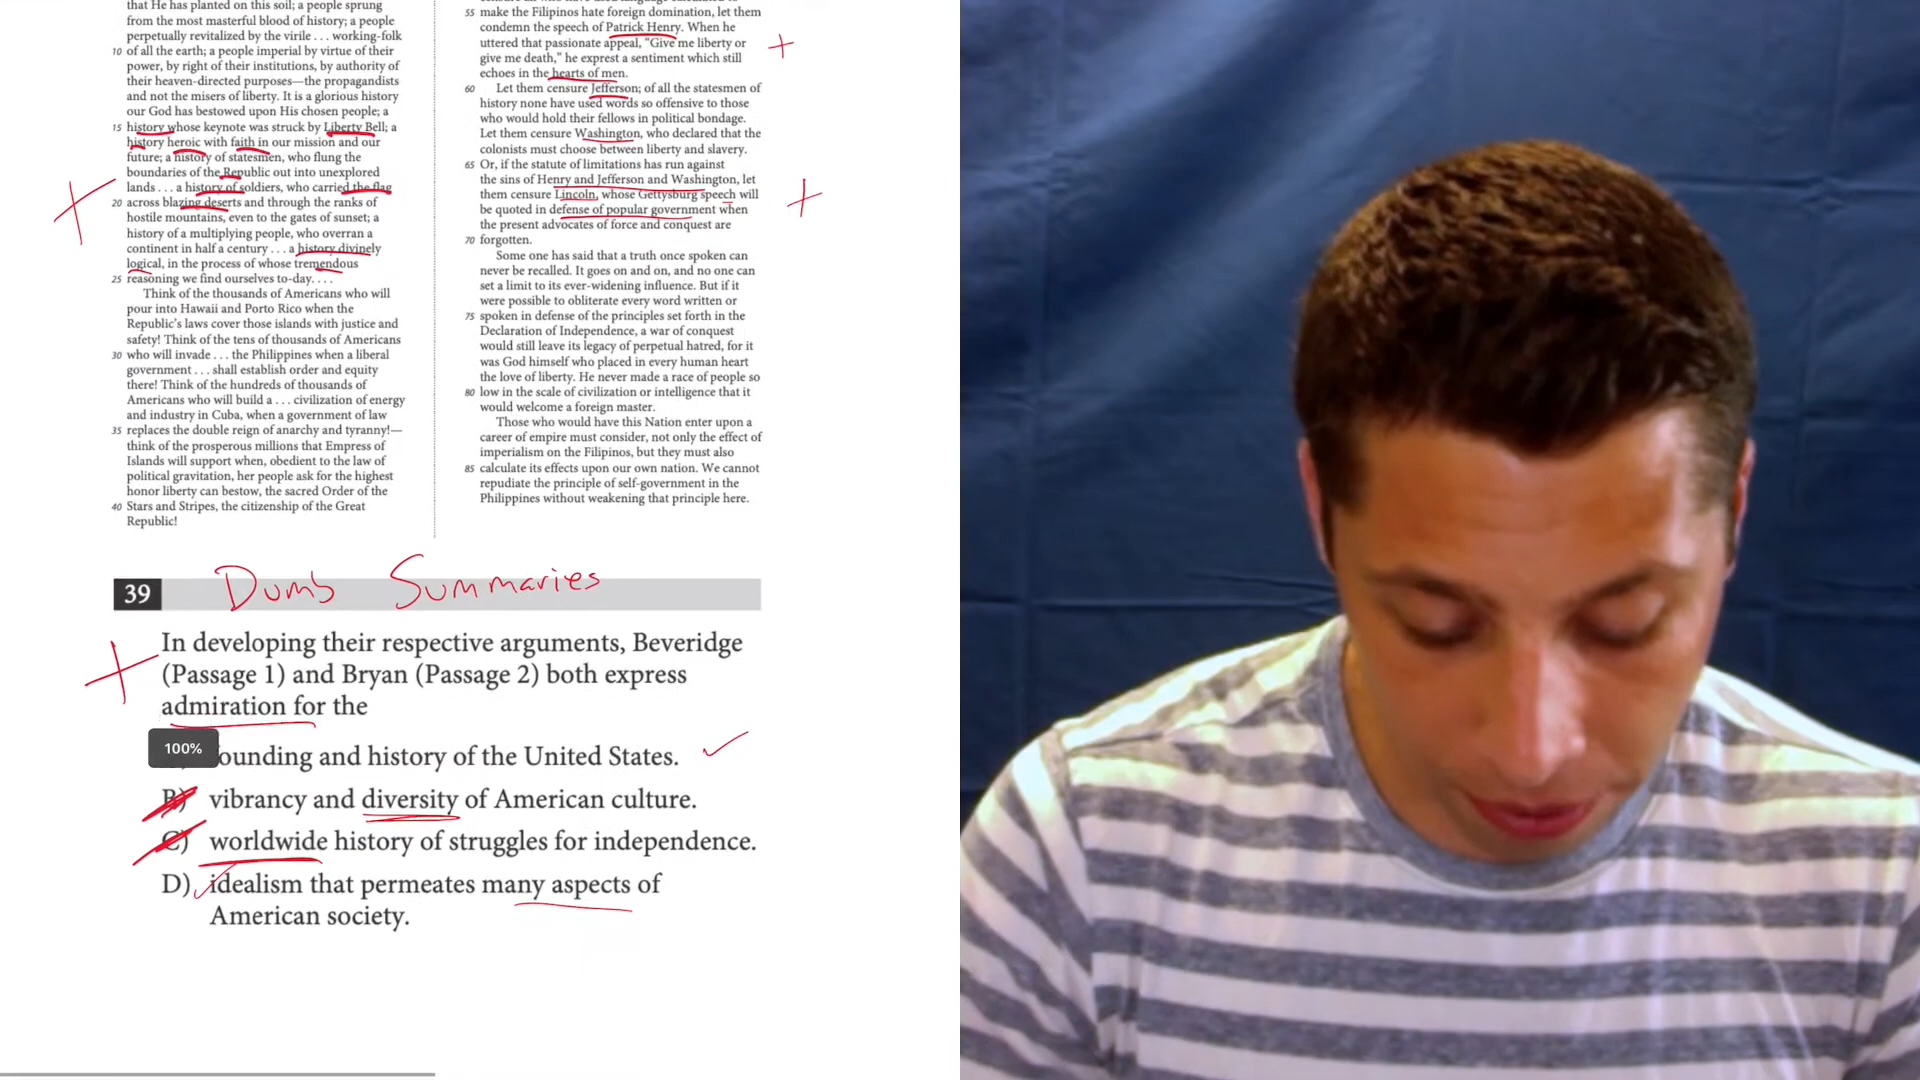 that He has planted on this soil; a people sprung
from the most masterful blood of history; a people
perpetually revitalized by the virile . . . working-folk
10 of all the earth; a people imperial by virtue of their
power, by right of their institutions, by authority of
their heaven-directed purposes—the propagandists
and not the misers of liberty. It is a glorious history
our God has bestowed upon His chosen people; a
15 history whose keynote was struck by Liberty Bell; a
history heroic with faith in our mission and our
future; a history of statesmen, who flung the
boundaries of the Republic out into unexplored
lands . . . a history of soldiers, who carried the flag
20 across blazing deserts and through the ranks of
hostile mountains, even to the gates of sunset; a
history of a multiplying people, who overran a
continent in half a century . . . a history divinely
logical, in the process of whose tremendous
25 reasoning we find ourselves to-day. . . .
Think of the thousands of Americans who will
pour into Hawaii and Porto Rico when the
Republic's laws cover those islands with justice and
safety! Think of the tens of thousands of Americans
30 who will invade . . . the Philippines when a liberal
government . . . shall establish order and equity
there! Think of the hundreds of thousands of
Americans who will build a . . . civilization of energy
and industry in Cuba, when a government of law
35 replaces the double reign of anarchy and tyranny!—
think of the prosperous millions that Empress of
Islands will support when, obedient to the law of
political gravitation, her people ask for the highest
honor liberty can bestow, the sacred Order of the
40 Stars and Stripes, the citizenship of the Great
Republic!
55 make the Filipinos hate foreign domination, let them
condemn the speech of Patrick Henry. When he
uttered that passionate appeal, "Give me liberty or
give me death," he exprest a sentiment which still
echoes in the hearts of men.
60 Let them censure Jefferson; of all the statesmen of
history none have used words so offensive to those
who would hold their fellows in political bondage.
Let them censure Washington, who declared that the
colonists must choose between liberty and slavery.
65 Or, if the statute of limitations has run against
the sins of Henry and Jefferson and Washington, let
them censure Lincoln, whose Gettysburg speech will
be quoted in defense of popular government when
the present advocates of force and conquest are
70 forgotten.
Some one has said that a truth once spoken can
never be recalled. It goes on and on, and no one can
set a limit to its ever-widening influence. But if it
were possible to obliterate every word written or
75 spoken in defense of the principles set forth in the
Declaration of Independence, a war of conquest
would still leave its legacy of perpetual hatred, for it
was God himself who placed in every human heart
the love of liberty. He never made a race of people so
80 low in the scale of civilization or intelligence that it
would welcome a foreign master.
Those who would have this Nation enter upon a
career of empire must consider, not only the effect of
imperialism on the Filipinos, but they must also
85 calculate its effects upon our own nation. We cannot
repudiate the principle of self-government in the
Philippines without weakening that principle here.
39 Dumb Summaries
In developing their respective arguments, Beveridge
(Passage 1) and Bryan (Passage 2) both express
admiration for the
100%
ounding and history of the United States.
B) vibrancy and diversity of American culture.
C) worldwide history of struggles for independence.
D) idealism that permeates many aspects of
American society.